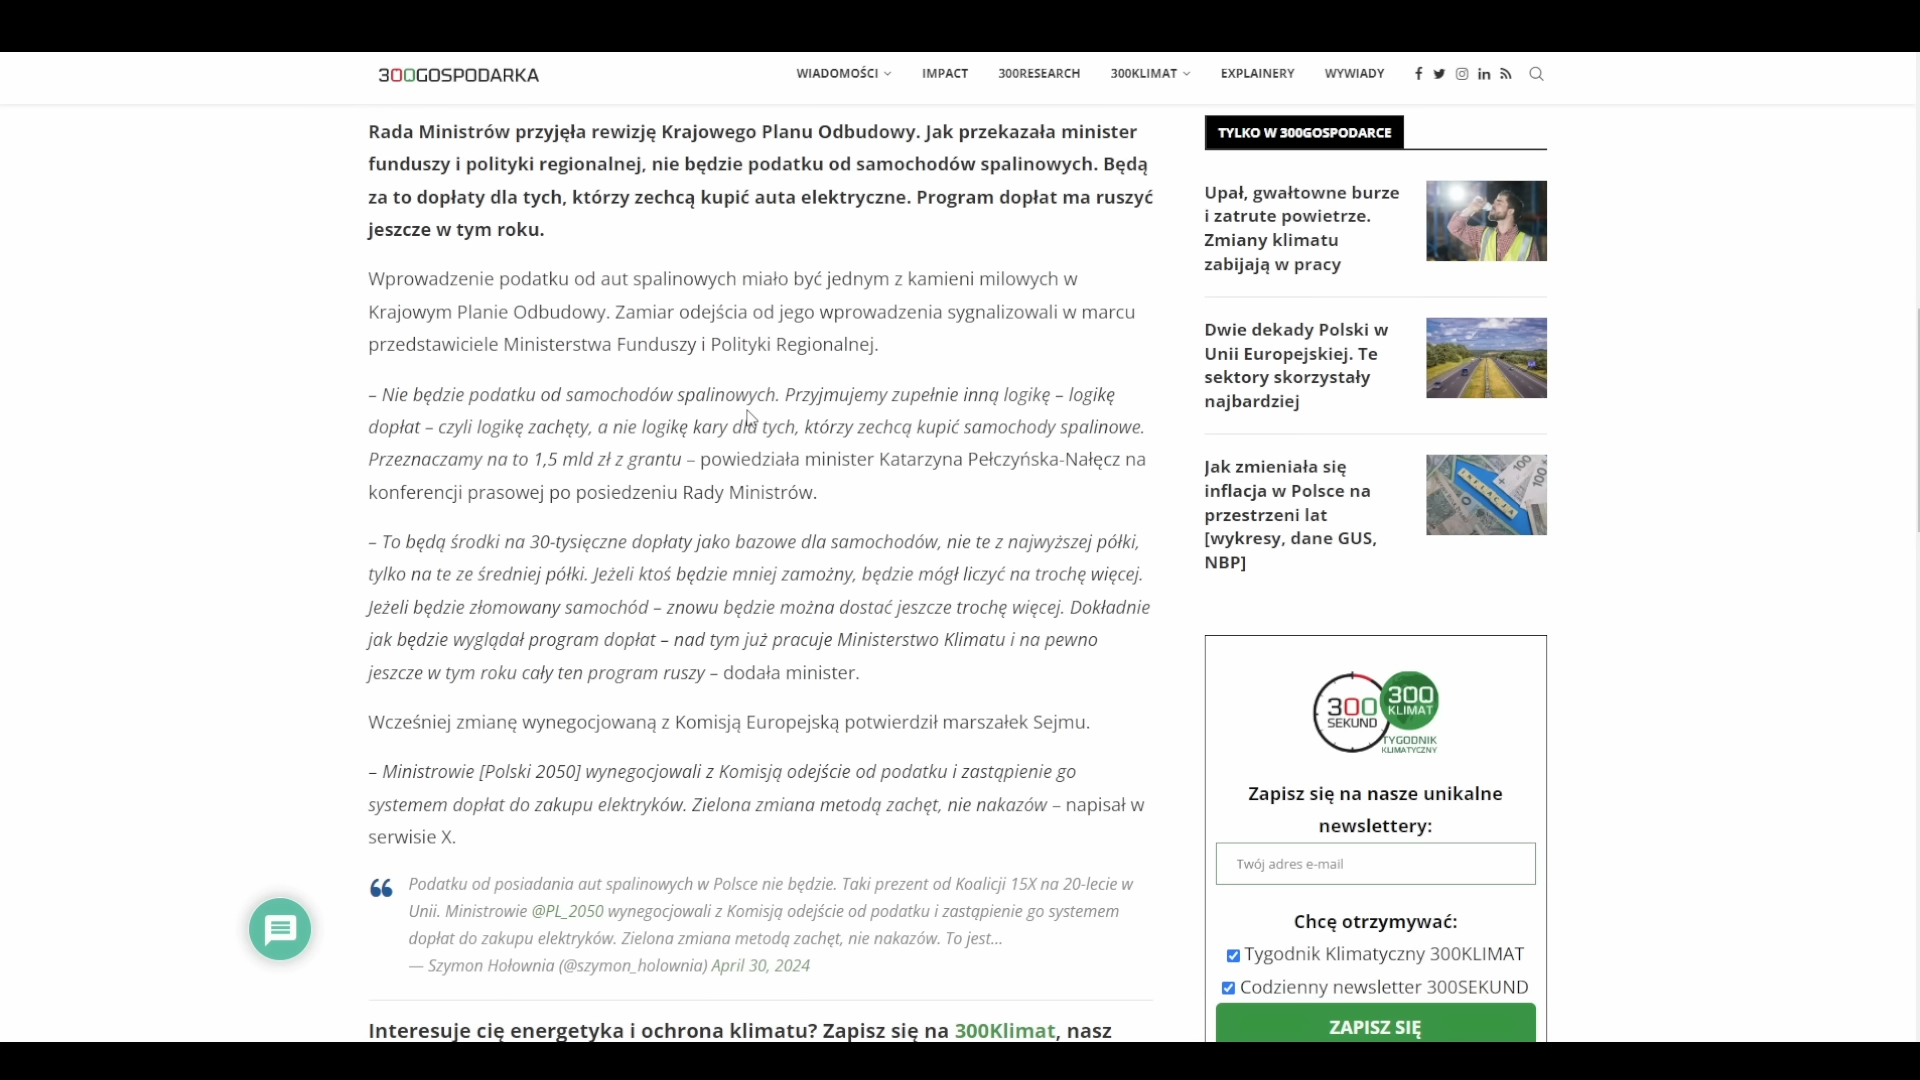 300GOSPODARKA
WIADOMOŚCI
IMPACT
300RESEARCH
300KLIMAT
EXPLAINERY
WYWIADY
Rada Ministrów przyjęła rewizję Krajowego Planu Odbudowy. Jak przekazała minister
funduszy i polityki regionalnej, nie będzie podatku od samochodów spalinowych. Będą
za to dopłaty dla tych, którzy zechcą kupić auta elektryczne. Program dopłat ma ruszyć
jeszcze w tym roku.
Wprowadzenie podatku od aut spalinowych miało być jednym z kamieni milowych w
Krajowym Planie Odbudowy. Zamiar odejścia od jego wprowadzenia sygnalizowali w marcu
przedstawiciele Ministerstwa Funduszy i Polityki Regionalnej.
– Nie będzie podatku od samochodów spalinowych. Przyjmujemy zupełnie inną logikę – logikę
dopłat – czyli logikę zachęty, a nie logikę kary dla tych, którzy zechcą kupić samochody spalinowe.
Przeznaczamy na to 1,5 mld zł z grantu – powiedziała minister Katarzyna Pełczyńska-Nałęcz na
konferencji prasowej po posiedzeniu Rady Ministrów.
– To będą środki na 30-tysięczne dopłaty jako bazowe dla samochodów, nie te z najwyższej półki,
tylko na te ze średniej półki. Jeżeli ktoś będzie mniej zamożny, będzie mógł liczyć na trochę więcej.
Jeżeli będzie złomowany samochód – znowu będzie można dostać jeszcze trochę więcej. Dokładnie
jak będzie wyglądał program dopłat – nad tym już pracuje Ministerstwo Klimatu i na pewno
jeszcze w tym roku cały ten program ruszy – dodała minister.
Wcześniej zmianę wynegocjowaną z Komisją Europejską potwierdził marszałek Sejmu.
– Ministrowie [Polski 2050] wynegocjowali z Komisją odejście od podatku i zastąpienie go
systemem dopłat do zakupu elektryków. Zielona zmiana metodą zachęt, nie nakazów – napisał w
serwisie X.
Podatku od posiadania aut spalinowych w Polsce nie będzie. Taki prezent od Koalicji 15X na 20-lecie w
Unii. Ministrowie @PL_2050 wynegocjowali z Komisją odejście od podatku i zastąpienie go systemem
dopłat do zakupu elektryków. Zielona zmiana metodą zachęt, nie nakazów. To jest...
— Szymon Hołownia (@szymon_holownia) April 30, 2024
Interesuje cię energetyka i ochrona klimatu? Zapisz się na 300Klimat, nasz
TYLKO W 300GOSPODARCE
Upał, gwałtowne burze
i zatrute powietrze.
Zmiany klimatu
zabijają w pracy
Dwie dekady Polski w
Unii Europejskiej. Te
sektory skorzystały
najbardziej
Jak zmieniała się
inflacja w Polsce na
przestrzeni lat
[wykresy, dane GUS,
NBP]
INFLACJA
100
100
300
SEKUND
300
KLIMAT
TYGODNIK
KLIMATYCZNY
Zapisz się na nasze unikalne
newslettery:
Twój adres e-mail
Chcę otrzymywać:
Tygodnik Klimatyczny 300KLIMAT
Codzienny newsletter 300SEKUND
ZAPISZ SIĘ